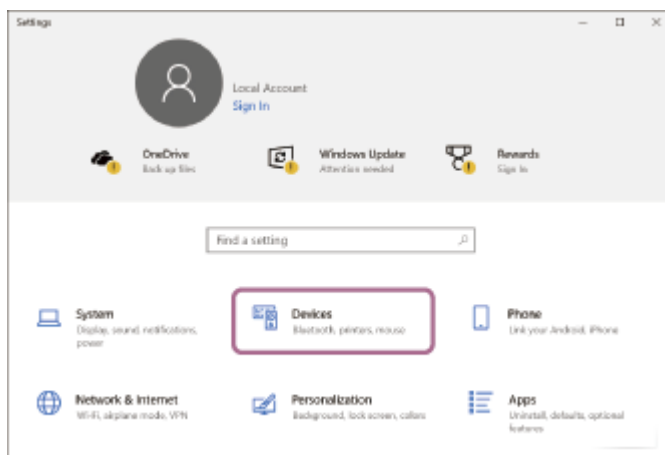 Settings
Local Account
Sign In
OneDrive
Back up files
Windows Update
Attention needed
Rewards
Sign In
Find a setting
System
Display, sound, notifications,
power
Devices
Bluetooth, printers, mouse
Phone
Link your Android, iPhone
Network & Internet
Wi-Fi, airplane mode, VPN
Personalization
Background, lock screen, colors
Apps
Uninstall, defaults, optional
features